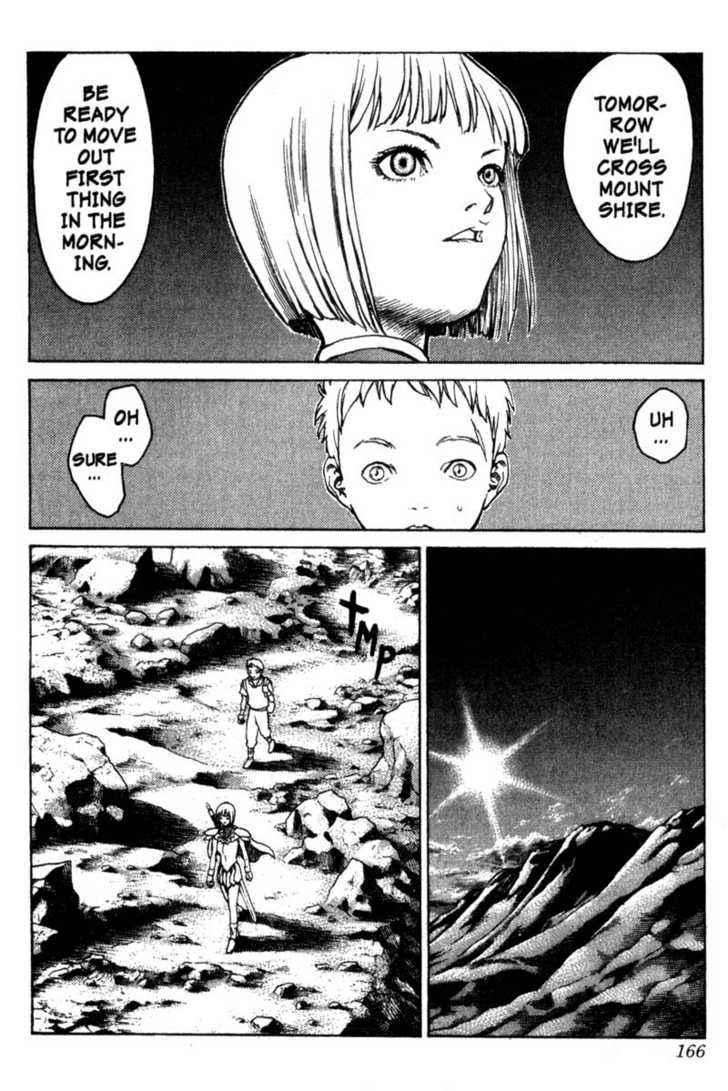 TOMOR-
ROW
WE'LL
CROSS
MOUNT
SHIRE.
BE
READY
TO MOVE
OUT
FIRST
THING
IN THE
MORN-
ING.
UH
...
OH
...
SURE
...
TMP
166